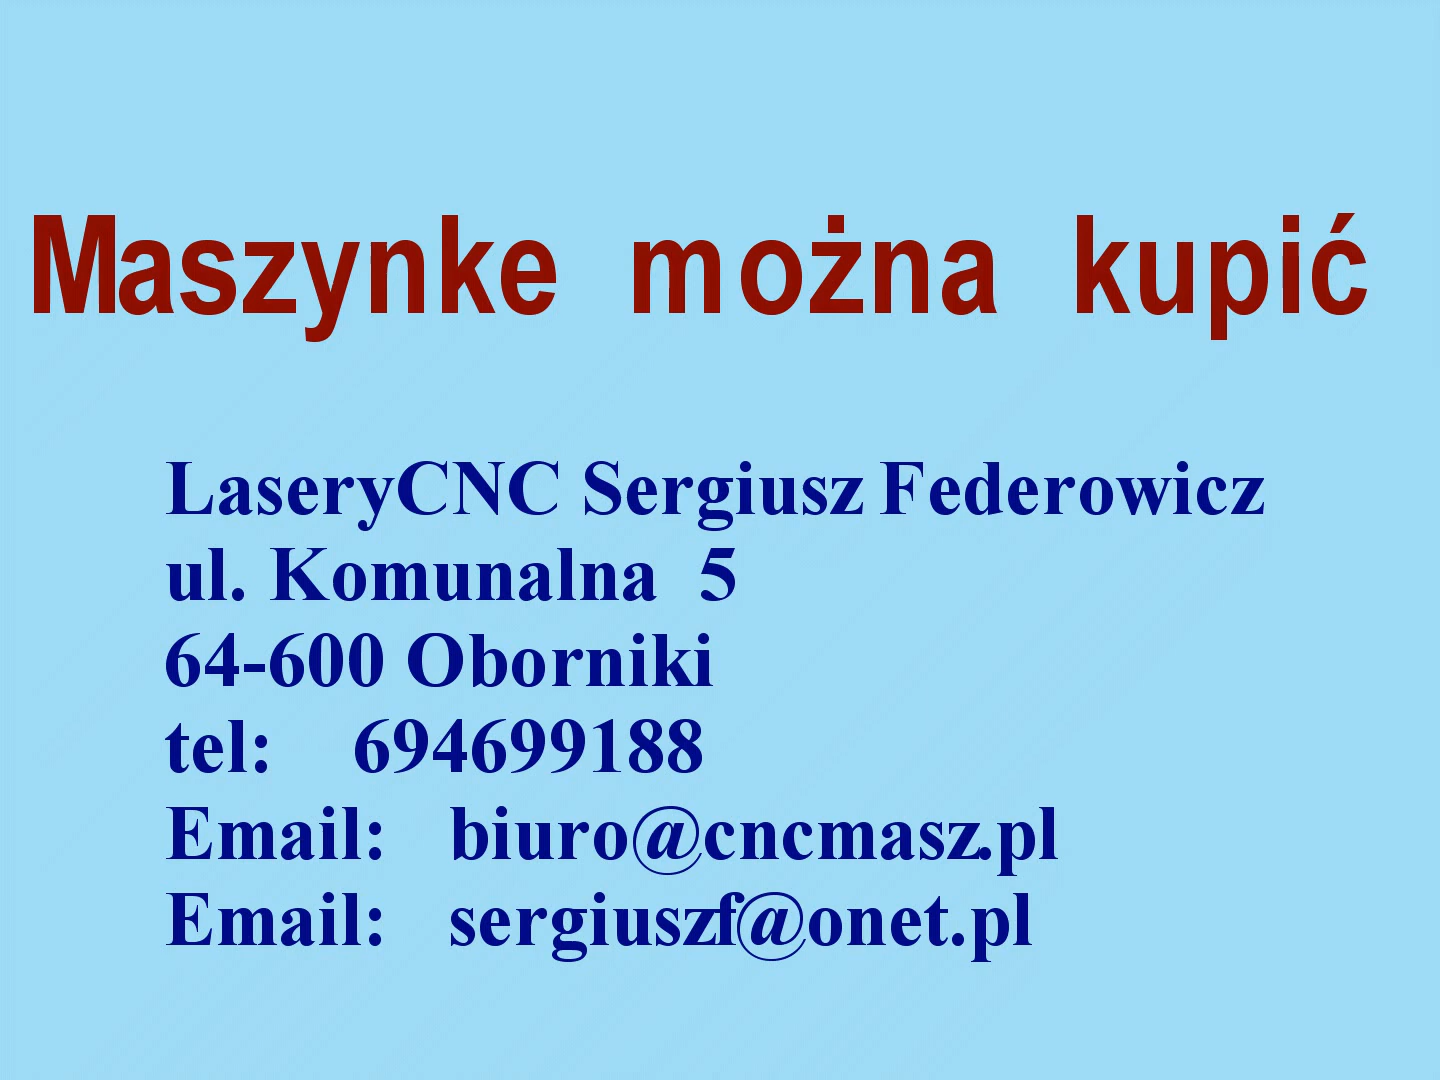 Maszynke można kupić
LaseryCNC Sergiusz Federowicz
ul. Komunalna 5
64-600 Oborniki
tel: 694699188
Email: biuro@cncmasz.pl
Email: sergiuszf@onet.pl